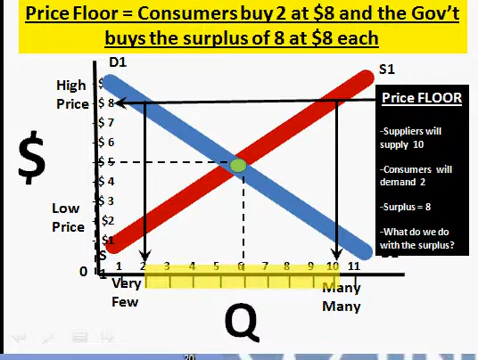 Price Floor = Consumers buy 2 at $8 and the Gov't
buys the surplus of 8 at $8 each
D1
S1
High
Price
$
$ 8
$7
$6
$5
$4
$3
$2
$1
$
Low
Price
0
1 2 3 4 5 6 7 8 9 10 11
Very
Few
Many
Many
Q
Price FLOOR
-Suppliers will
supply 10
-Consumers will
demand 2
-Surplus = 8
-What do we do
with the surplus?
20